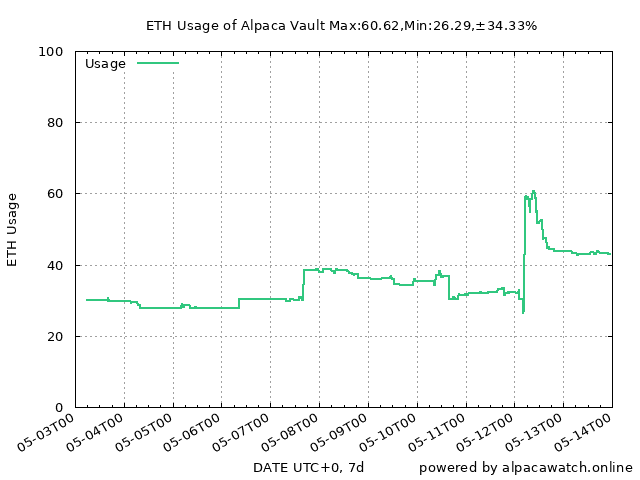 ETH Usage of Alpaca Vault Max:60.62,Min:26.29,±34.33%
Usage
ETH Usage
100
80
60
40
20
0
05-03T00
05-04T00
05-05T00
05-06T00
05-07T00
05-08T00
05-09T00
05-10T00
05-11T00
05-12T00
05-13T00
05-14T00
DATE UTC+0, 7d
powered by alpacawatch.online